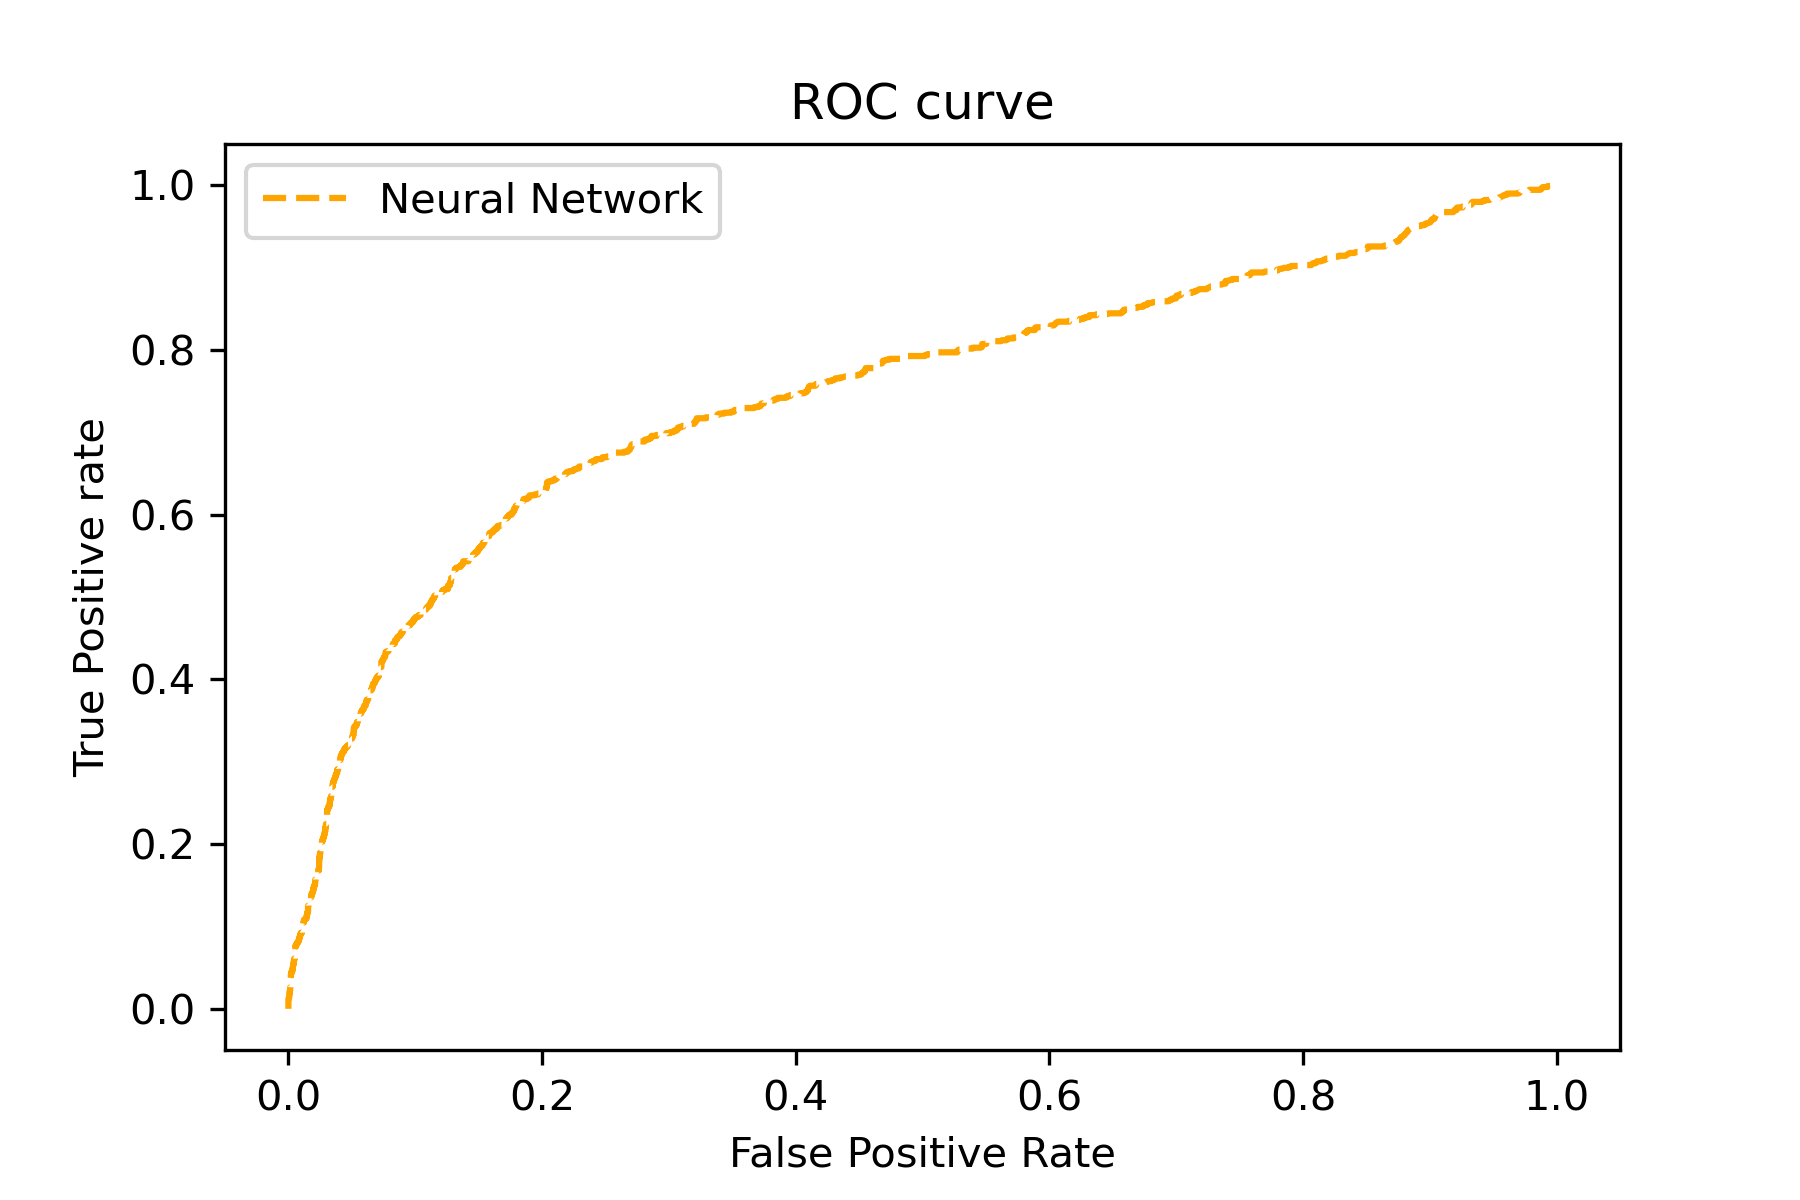 ROC curve
Neural Network
True Positive rate
1.0
0.8
0.6
0.4
0.2
0.0
0.0 0.2 0.4 0.6 0.8 1.0
False Positive Rate